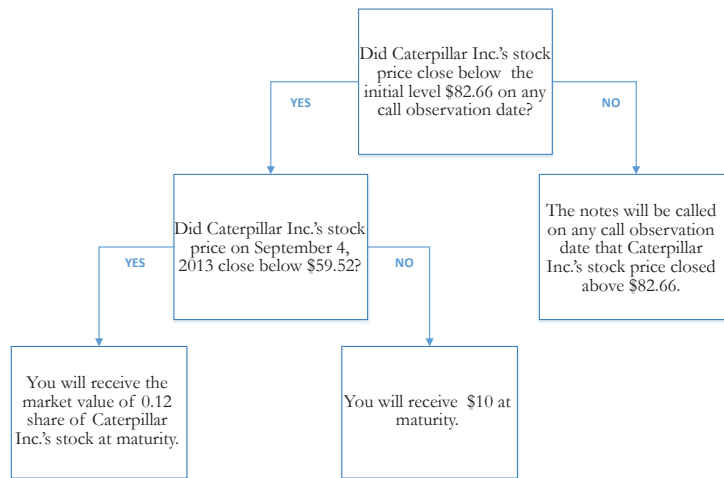 Did Caterpillar Inc.'s stock
price close below the
initial level $82.66 on any
call observation date?
YES
NO
Did Caterpillar Inc.'s stock
price on September 4,
2013 close below $59.52?
The notes will be called
on any call observation
date that Caterpillar
Inc.'s stock price closed
above $82.66.
YES
NO
You will receive the
market value of 0.12
share of Caterpillar
Inc.'s stock at maturity.
You will receive $10 at
maturity.